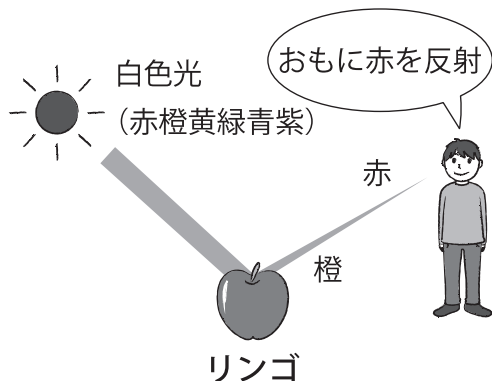 白色光
（赤橙黄緑青紫）
おもに赤を反射
赤
橙
リンゴ